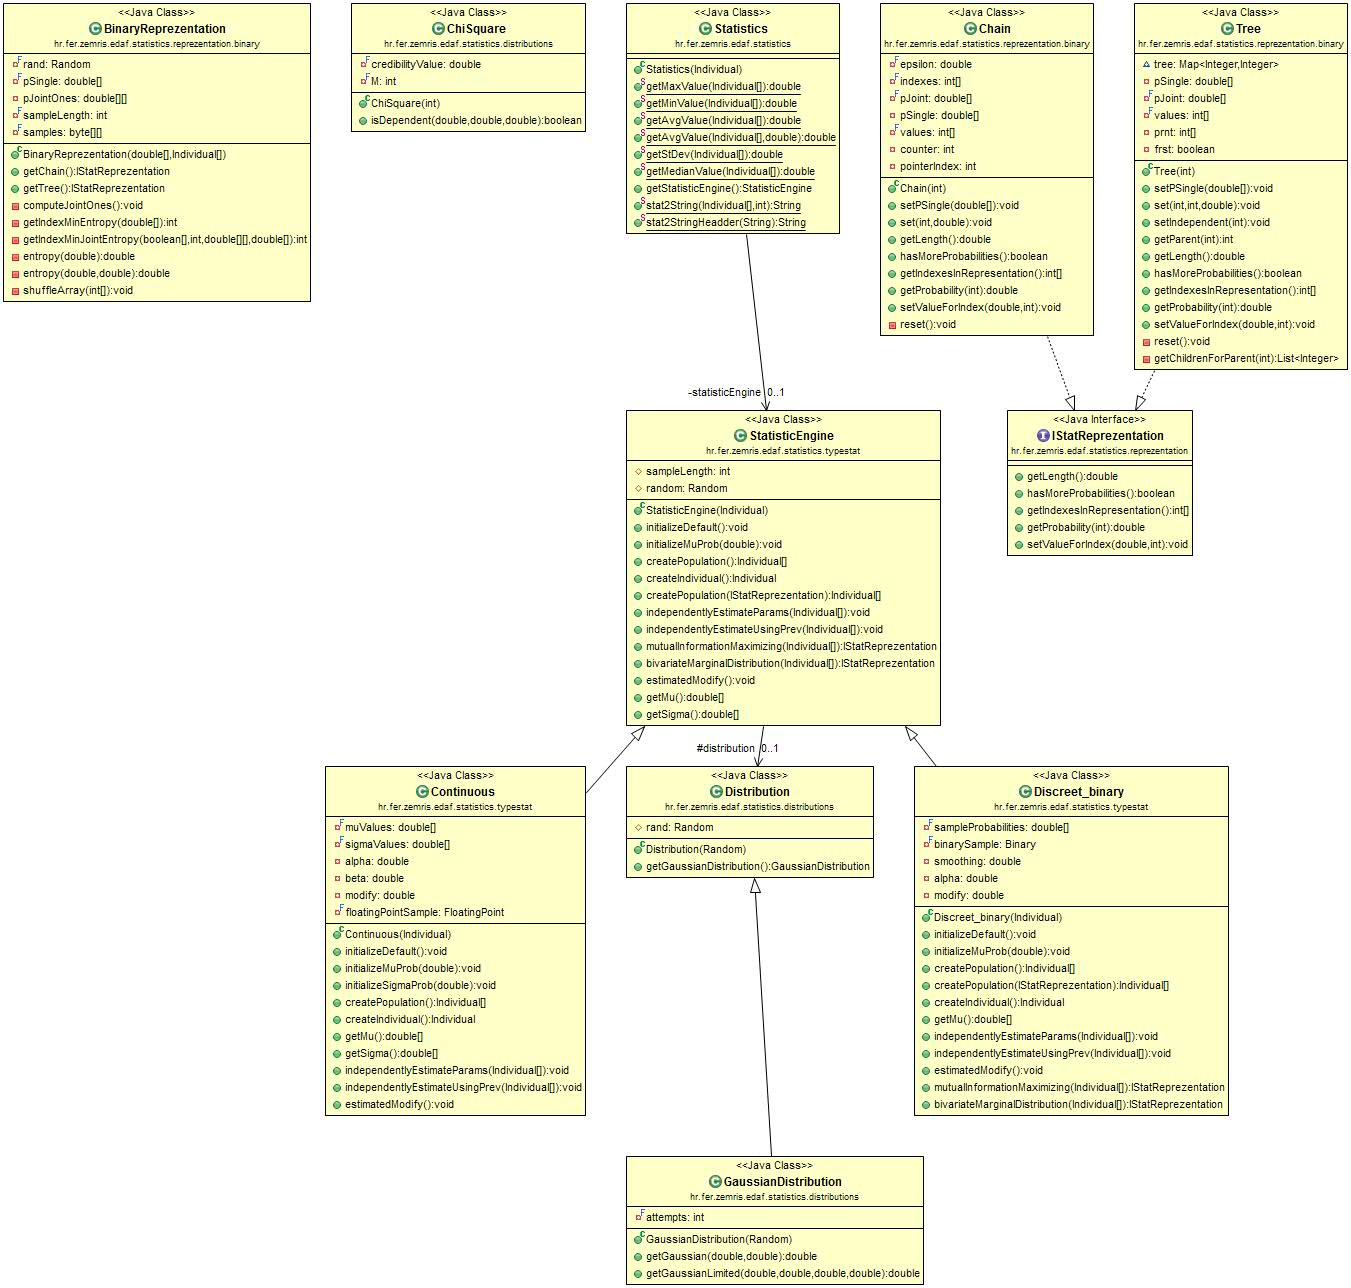 <<Java Class>>
BinaryReprezentation
hr.fer.zemris.edaf.statistics.reprezentation.binary
rand: Random
pSingle: double[]
pJointOnes: double[][]
sampleLength: int
samples: byte[][]
BinaryReprezentation(double[],Individual[])
getChain():IStatReprezentation
getTree():IStatReprezentation
computeJointOnes():void
getIndexMinEntropy(double[]):int
getIndexMinJointEntropy(boolean[],int,double[][],double[]):int
entropy(double):double
entropy(double,double):double
shuffleArray(int[]):void
<<Java Class>>
ChiSquare
hr.fer.zemris.edaf.statistics.distributions
credibilityValue: double
M: int
ChiSquare(int)
isDependent(double,double,double):boolean
<<Java Class>>
Statistics
hr.fer.zemris.edaf.statistics
Statistics(Individual)
getMaxValue(Individual[]):double
getMinValue(Individual[]):double
getAvgValue(Individual[]):double
getAvgValue(Individual[],double):double
getStDev(Individual[]):double
getMedianValue(Individual[]):double
getStatisticEngine():StatisticEngine
stat2String(Individual[],int):String
stat2StringHeadder(String):String
<<Java Class>>
Chain
hr.fer.zemris.edaf.statistics.reprezentation.binary
epsilon: double
indexes: int[]
pJoint: double[]
pSingle: double[]
values: int[]
counter: int
pointerIndex: int
Chain(int)
setPSingle(double[]):void
set(int,double):void
getLength():double
hasMoreProbabilities():boolean
getIndexesInRepresentation():int[]
getProbability(int):double
setValueForIndex(double,int):void
reset():void
<<Java Class>>
Tree
hr.fer.zemris.edaf.statistics.reprezentation.binary
tree: Map<Integer,Integer>
pSingle: double[]
pJoint: double[]
values: int[]
prnt: int[]
frst: boolean
Tree(int)
setPSingle(double[]):void
set(int,int,double):void
setIndependent(int):void
getParent(int):int
getLength():double
hasMoreProbabilities():boolean
getIndexesInRepresentation():int[]
getProbability(int):double
setValueForIndex(double,int):void
reset():void
getChildrenForParent(int):List<Integer>
-statisticEngine 0..1
<<Java Class>>
StatisticEngine
hr.fer.zemris.edaf.statistics.typestat
sampleLength: int
random: Random
StatisticEngine(Individual)
initializeDefault():void
initializeMuProb(double):void
createPopulation():Individual[]
createIndividual():Individual
createPopulation(IStatReprezentation):Individual[]
independentlyEstimateParams(Individual[]):void
independentlyEstimateUsingPrev(Individual[]):void
mutualInformationMaximizing(Individual[]):IStatReprezentation
bivariateMarginalDistribution(Individual[]):IStatReprezentation
estimatedModify():void
getMu():double[]
getSigma():double[]
<<Java Interface>>
IStatReprezentation
hr.fer.zemris.edaf.statistics.reprezentation
getLength():double
hasMoreProbabilities():boolean
getIndexesInRepresentation():int[]
getProbability(int):double
setValueForIndex(double,int):void
#distribution 0..1
<<Java Class>>
Continuous
hr.fer.zemris.edaf.statistics.typestat
muValues: double[]
sigmaValues: double[]
alpha: double
beta: double
modify: double
floatingPointSample: FloatingPoint
Continuous(Individual)
initializeDefault():void
initializeMuProb(double):void
initializeSigmaProb(double):void
createPopulation():Individual[]
createIndividual():Individual
getMu():double[]
getSigma():double[]
independentlyEstimateParams(Individual[]):void
independentlyEstimateUsingPrev(Individual[]):void
estimatedModify():void
<<Java Class>>
Distribution
hr.fer.zemris.edaf.statistics.distributions
rand: Random
Distribution(Random)
getGaussianDistribution():GaussianDistribution
<<Java Class>>
Discreet_binary
hr.fer.zemris.edaf.statistics.typestat
sampleProbabilities: double[]
binarySample: Binary
smoothing: double
alpha: double
modify: double
Discreet_binary(Individual)
initializeDefault():void
initializeMuProb(double):void
createPopulation():Individual[]
createPopulation(IStatReprezentation):Individual[]
createIndividual():Individual
getMu():double[]
independentlyEstimateParams(Individual[]):void
independentlyEstimateUsingPrev(Individual[]):void
estimatedModify():void
mutualInformationMaximizing(Individual[]):IStatReprezentation
bivariateMarginalDistribution(Individual[]):IStatReprezentation
<<Java Class>>
GaussianDistribution
hr.fer.zemris.edaf.statistics.distributions
attempts: int
GaussianDistribution(Random)
getGaussian(double,double):double
getGaussianLimited(double,double,double,double):double